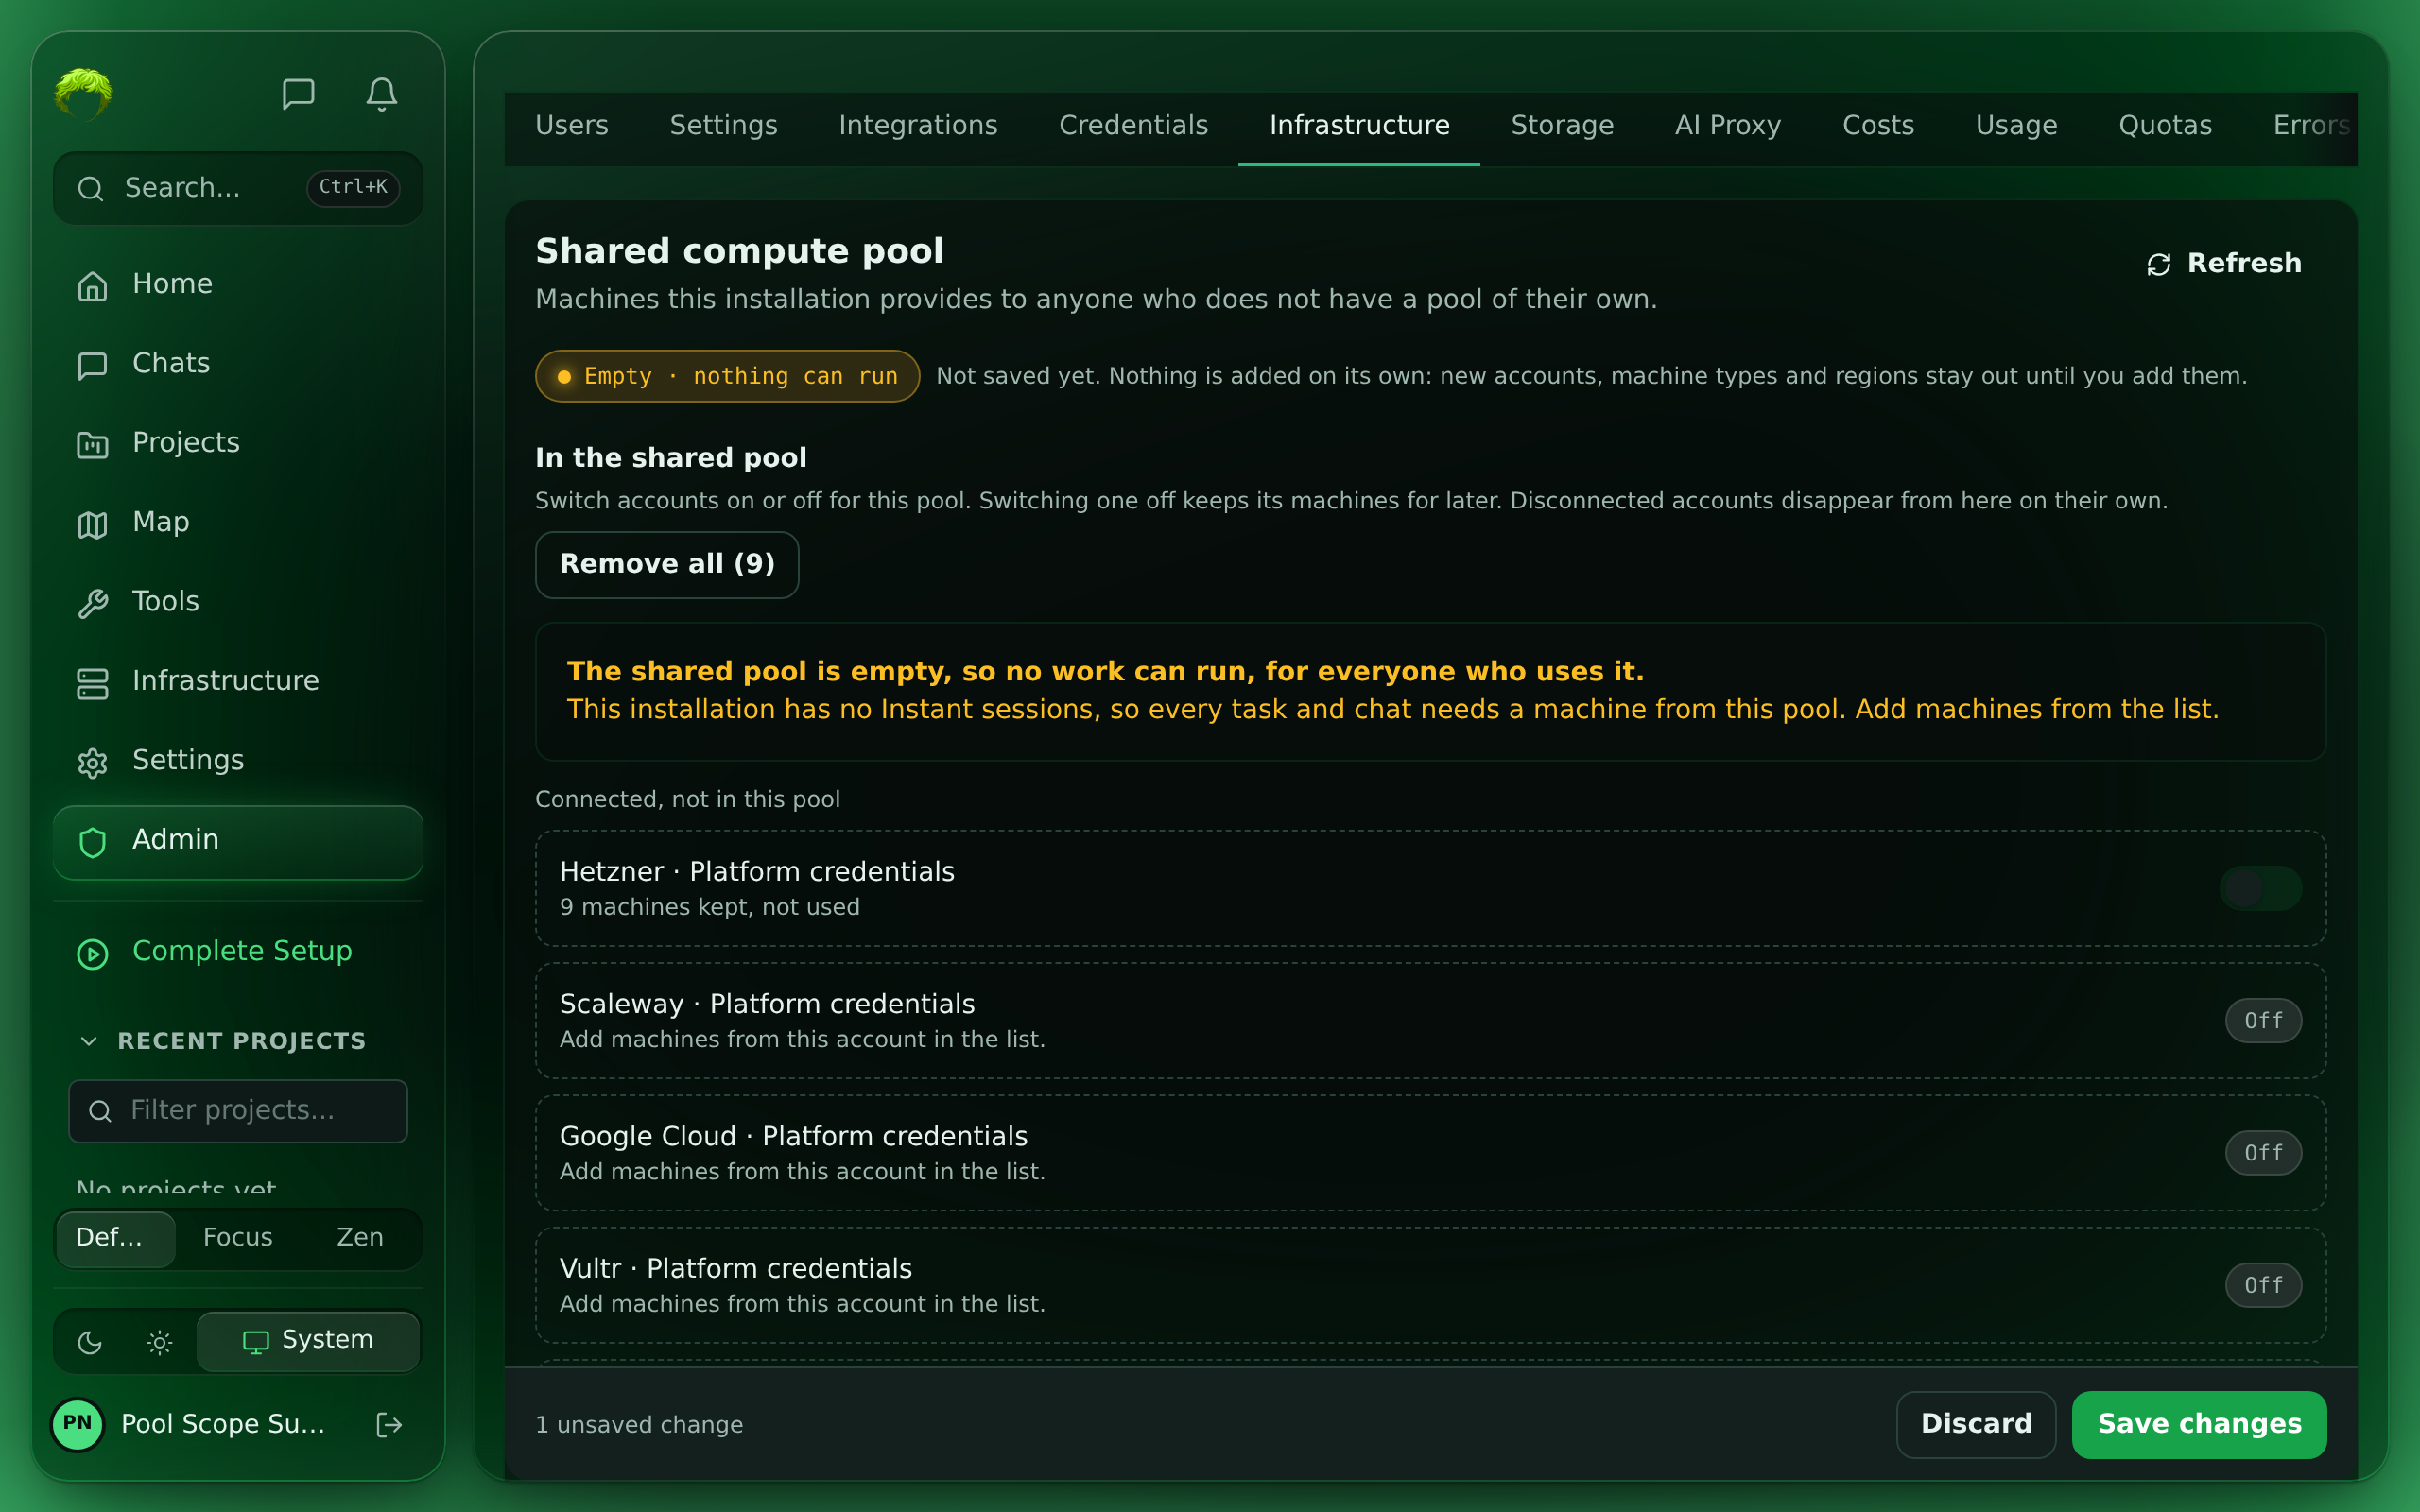 Search...
Ctrl+K
Home
Chats
Projects
Map
Tools
Infrastructure
Settings
Admin
Complete Setup
RECENT PROJECTS
Filter projects...
No projects yet
Def...
Focus
Zen
System
PN
Pool Scope Su...
Users
Settings
Integrations
Credentials
Infrastructure
Storage
AI Proxy
Costs
Usage
Quotas
Errors
Shared compute pool
Refresh
Machines this installation provides to anyone who does not have a pool of their own.
Empty · nothing can run
Not saved yet. Nothing is added on its own: new accounts, machine types and regions stay out until you add them.
In the shared pool
Switch accounts on or off for this pool. Switching one off keeps its machines for later. Disconnected accounts disappear from here on their own.
Remove all (9)
The shared pool is empty, so no work can run, for everyone who uses it.
This installation has no Instant sessions, so every task and chat needs a machine from this pool. Add machines from the list.
Connected, not in this pool
Hetzner · Platform credentials
9 machines kept, not used
Scaleway · Platform credentials
Add machines from this account in the list.
Off
Google Cloud · Platform credentials
Add machines from this account in the list.
Off
Vultr · Platform credentials
Add machines from this account in the list.
Off
1 unsaved change
Discard
Save changes